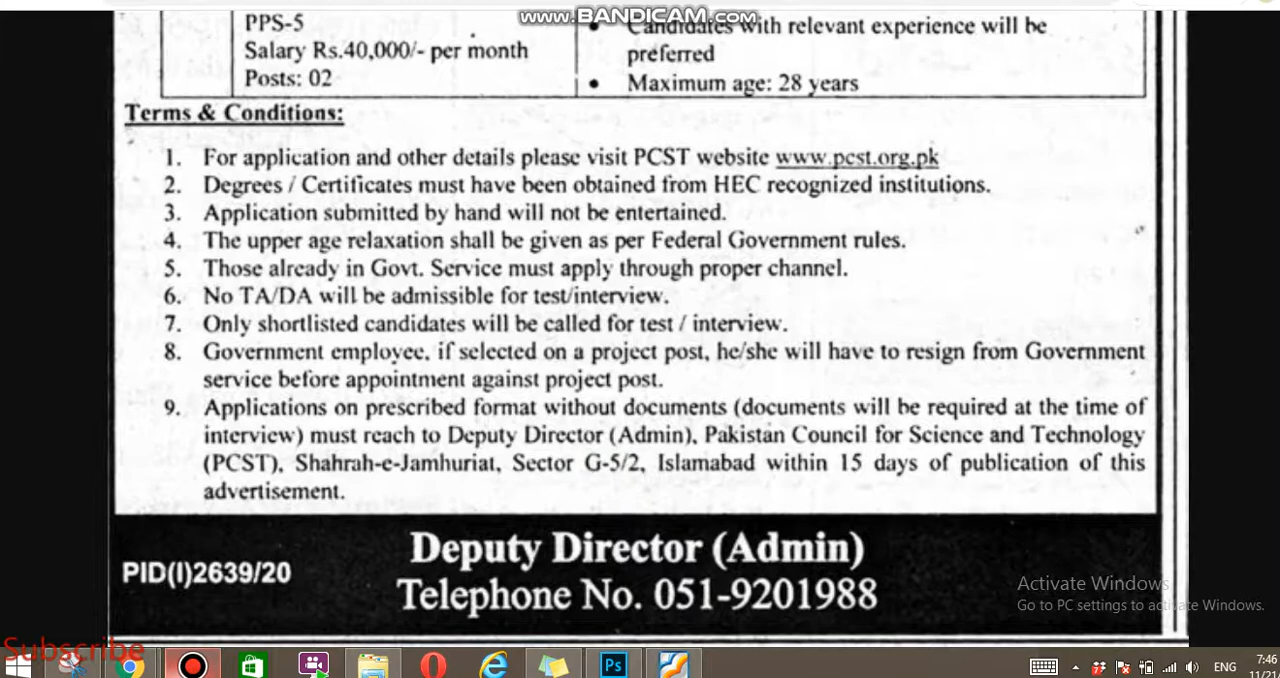 www.BANDICAM.com
PPS-5
Salary Rs.40,000/- per month
Posts: 02
• Candidates with relevant experience will be
preferred
• Maximum age: 28 years
Terms & Conditions:
1. For application and other details please visit PCST website www.pcst.org.pk
2. Degrees / Certificates must have been obtained from HEC recognized institutions.
3. Application submitted by hand will not be entertained.
4. The upper age relaxation shall be given as per Federal Government rules.
5. Those already in Govt. Service must apply through proper channel.
6. No TA/DA will be admissible for test/interview.
7. Only shortlisted candidates will be called for test / interview.
8. Government employee, if selected on a project post, he/she will have to resign from Government
service before appointment against project post.
9. Applications on prescribed format without documents (documents will be required at the time of
interview) must reach to Deputy Director (Admin), Pakistan Council for Science and Technology
(PCST), Shahrah-e-Jamhuriat, Sector G-5/2, Islamabad within 15 days of publication of this
advertisement.
PID(I)2639/20
Deputy Director (Admin)
Telephone No. 051-9201988
Activate Windows
Go to PC settings to activate Windows.
Subscribe
Ps
ENG
7:46
11/21